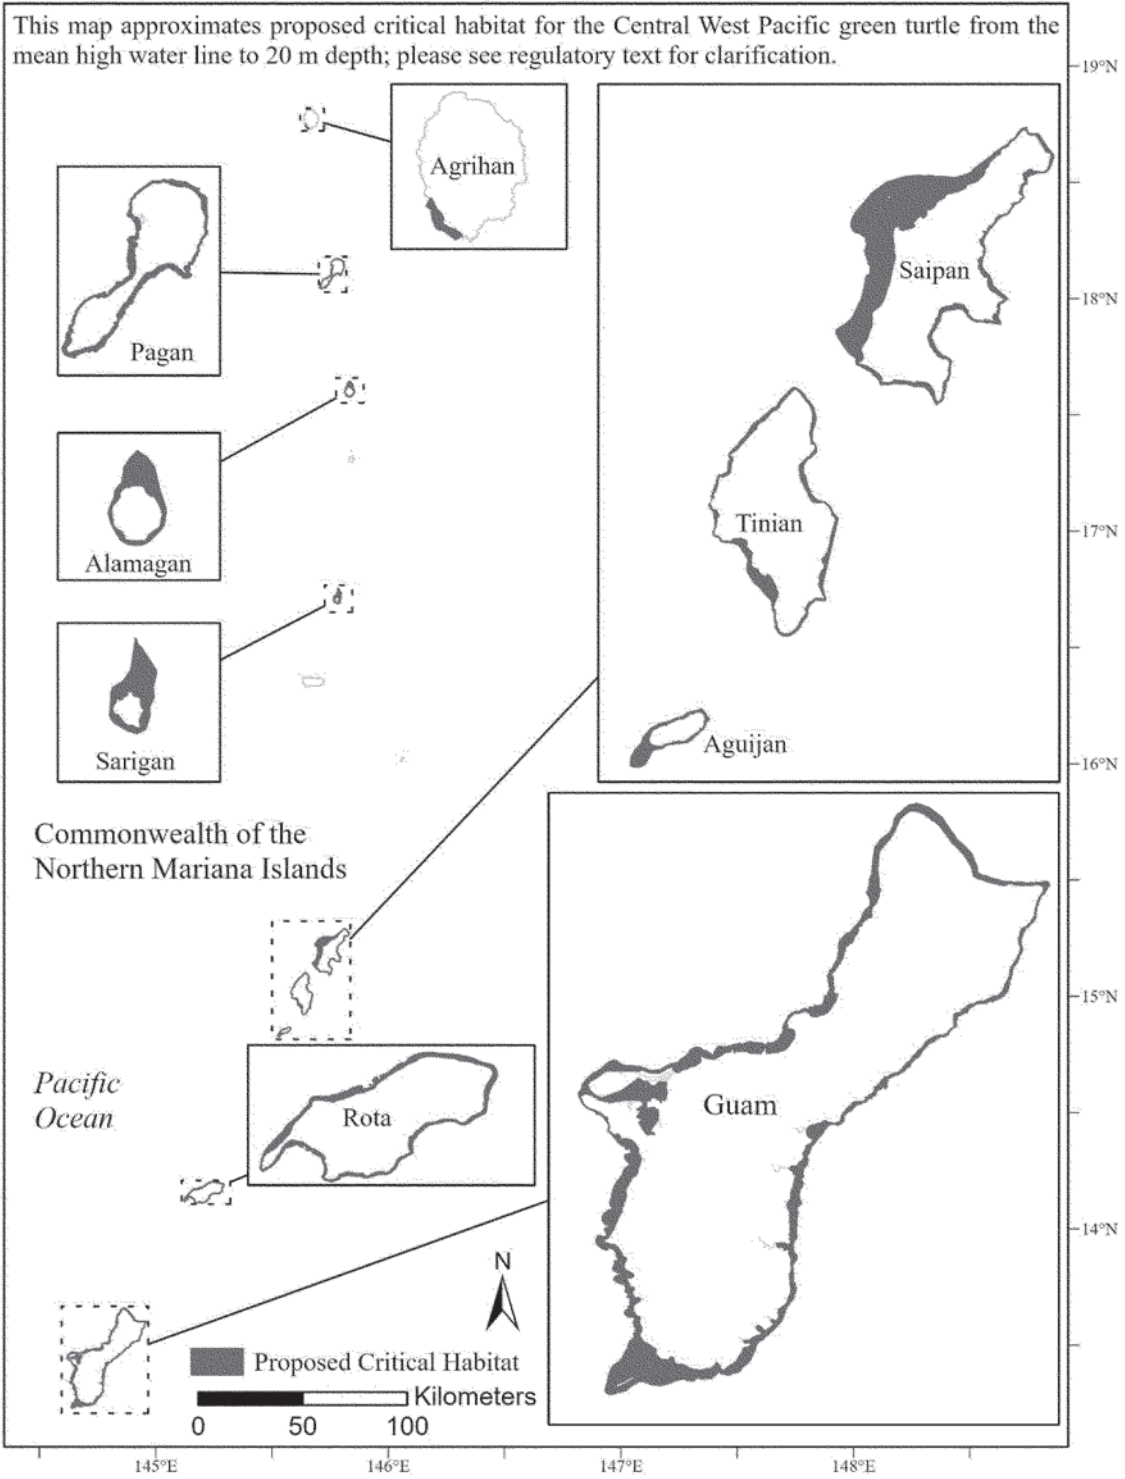 This map approximates proposed critical habitat for the Central West Pacific green turtle from the
mean high water line to 20 m depth; please see regulatory text for clarification.
19°N
Agrihan
Pagan
Saipan
18°N
Alamagan
Tinian
17°N
Sarigan
Aguijan
16°N
Commonwealth of the
Northern Mariana Islands
15°N
Pacific
Ocean
Rota
Guam
14°N
N
Proposed Critical Habitat
Kilometers
0 50 100
145°E 146°E 147°E 148°E